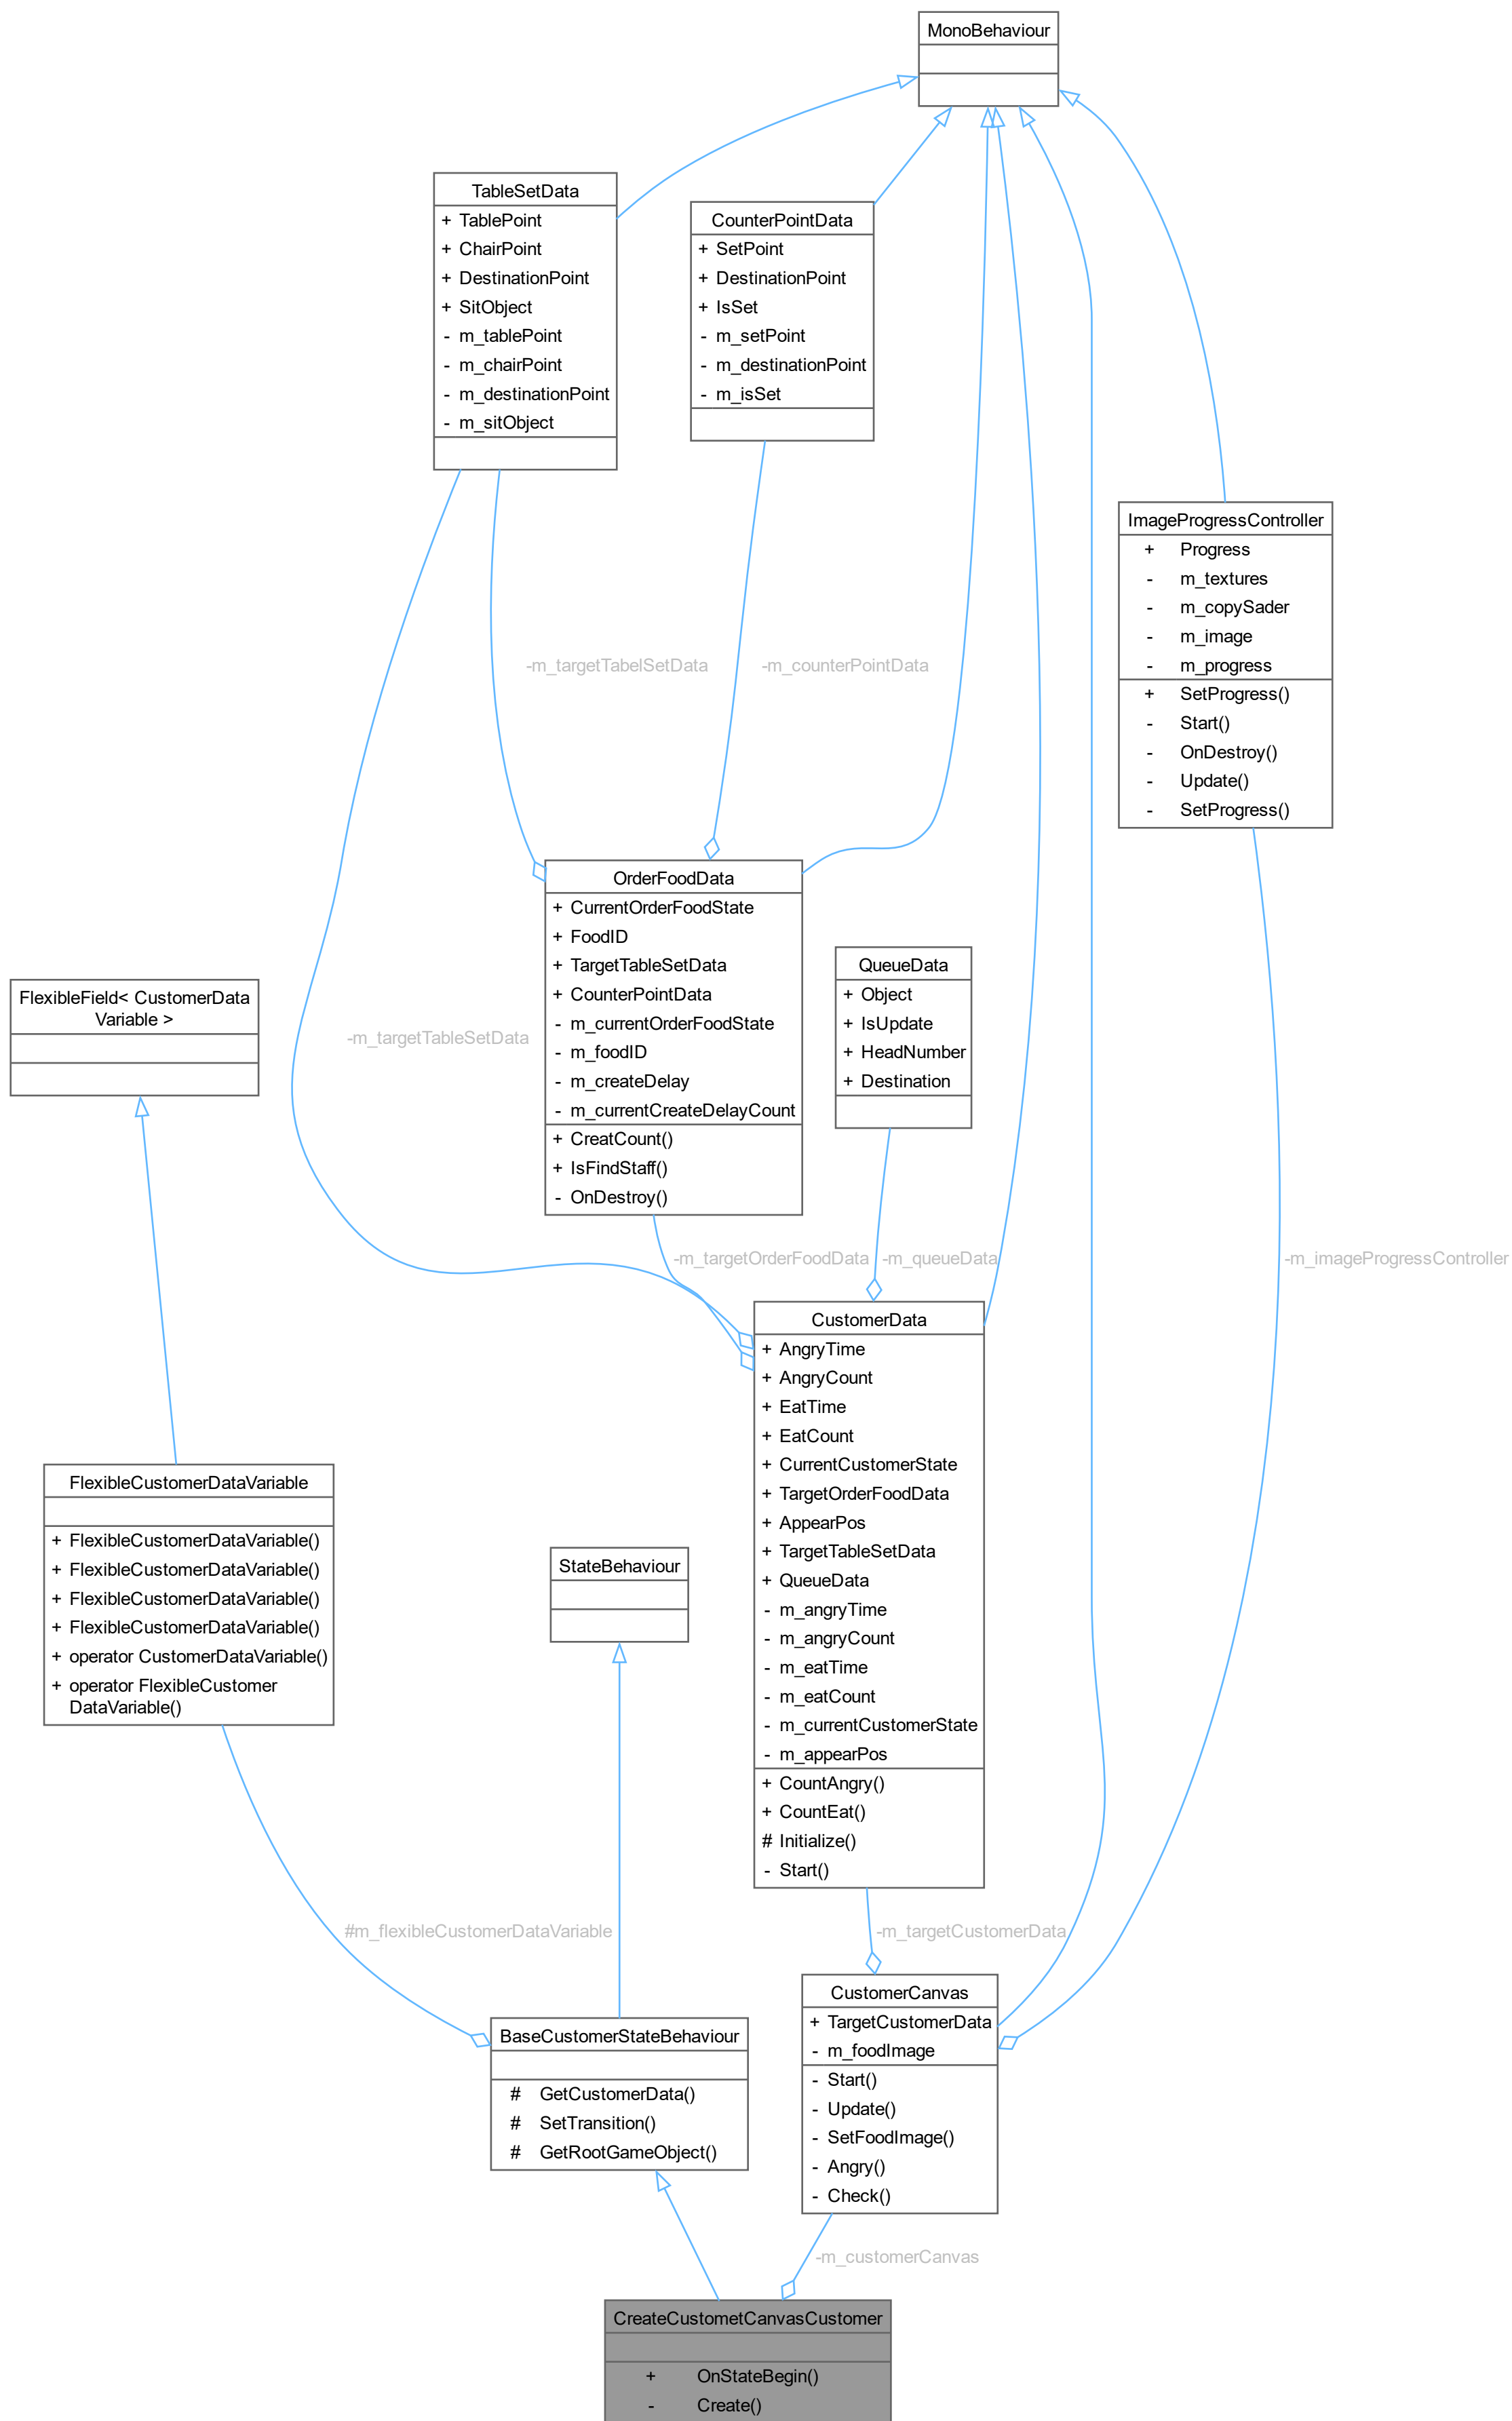 MonoBehaviour
TableSetData
+ TablePoint
+ ChairPoint
+ DestinationPoint
+ SitObject
- m_tablePoint
- m_chairPoint
- m_destinationPoint
- m_sitObject
CounterPointData
+ SetPoint
+ DestinationPoint
+ IsSet
- m_setPoint
- m_destinationPoint
- m_isSet
ImageProgressController
+ Progress
- m_textures
- m_copySader
- m_image
- m_progress
+ SetProgress()
- Start()
- OnDestroy()
- Update()
- SetProgress()
-m_targetTabelSetData
-m_counterPointData
OrderFoodData
+ CurrentOrderFoodState
+ FoodID
+ TargetTableSetData
+ CounterPointData
- m_currentOrderFoodState
- m_foodID
- m_createDelay
- m_currentCreateDelayCount
+ CreatCount()
+ IsFindStaff()
- OnDestroy()
QueueData
+ Object
+ IsUpdate
+ HeadNumber
+ Destination
FlexibleField< CustomerData
Variable >
-m_targetTableSetData
-m_targetOrderFoodData
-m_queueData
-m_imageProgressController
CustomerData
+ AngryTime
+ AngryCount
+ EatTime
+ EatCount
+ CurrentCustomerState
+ TargetOrderFoodData
+ AppearPos
+ TargetTableSetData
+ QueueData
- m_angryTime
- m_angryCount
- m_eatTime
- m_eatCount
- m_currentCustomerState
- m_appearPos
+ CountAngry()
+ CountEat()
# Initialize()
- Start()
FlexibleCustomerDataVariable
+ FlexibleCustomerDataVariable()
+ FlexibleCustomerDataVariable()
+ FlexibleCustomerDataVariable()
+ FlexibleCustomerDataVariable()
+ operator CustomerDataVariable()
+ operator FlexibleCustomer
DataVariable()
StateBehaviour
#m_flexibleCustomerDataVariable
-m_targetCustomerData
BaseCustomerStateBehaviour
# GetCustomerData()
# SetTransition()
# GetRootGameObject()
CustomerCanvas
+ TargetCustomerData
- m_foodImage
- Start()
- Update()
- SetFoodImage()
- Angry()
- Check()
-m_customerCanvas
CreateCustometCanvasCustomer
+ OnStateBegin()
- Create()